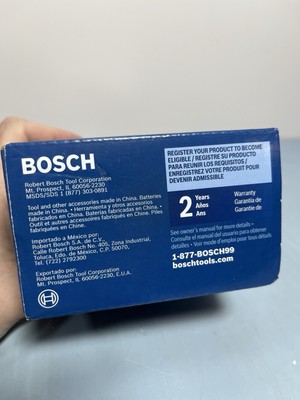 BOSCH
Robert Bosch Tool Corporation
Mt. Prospect, IL 60056-2230
MSDS/SDS 1 (877) 303-0891
Tool and other accessories made in China. Batteries
made in China. • Herramienta y otros accesorios
fabricados en China. Baterías fabricadas en China. •
Outil et autres accessoires fabriqués en Chine. Piles
fabriquées en Chine.
Importado a México por:
Robert Bosch S.A. de C.V.
Calle Robert Bosch No. 405, Zona Industrial,
Toluca, Edo. de México, C.P. 50070.
Tel. (722) 2792300
Exportado por:
Robert Bosch Tool Corporation
Mt. Prospect, IL 60056-2230, E.U.A.
REGISTER YOUR PRODUCT TO BECOME
ELIGIBLE / REGISTRE SU PRODUCTO
PARA REUNIR LOS REQUISITOS /
ENREGISTREZ VOTRE PRODUIT POUR
DEVENIR ADMISSIBLE
2
Years
Años
Ans
Warranty
Garantía de
Garantie de
See owner's manual for more details •
Consulte el manual del usuario para obtener
detalles • Voir le mode d'emploi pour plus
de détails
1-877-BOSCH99
boschtools.com